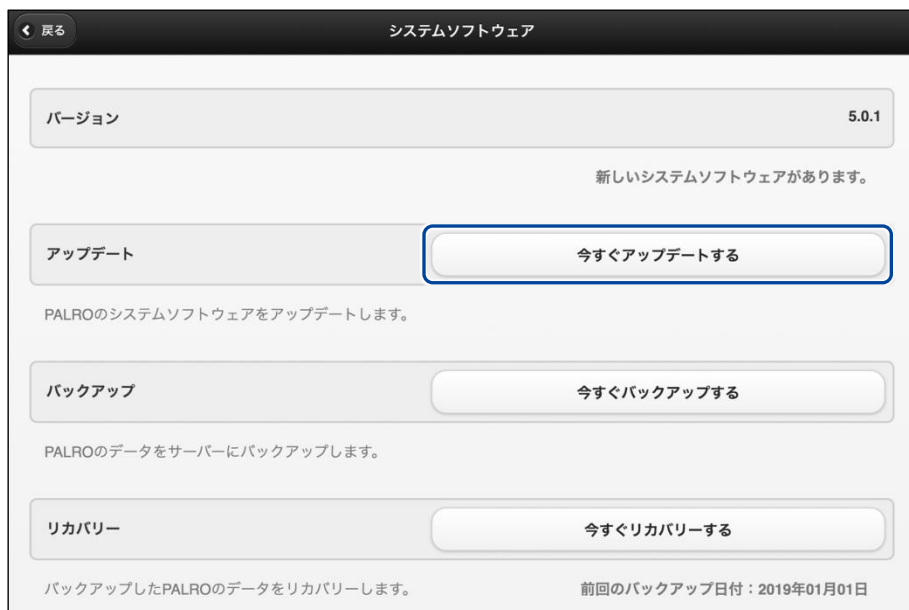 戻る
システムソフトウェア
バージョン 5.0.1
新しいシステムソフトウェアがあります。
アップデート 今すぐアップデートする
PALROのシステムソフトウェアをアップデートします。
バックアップ 今すぐバックアップする
PALROのデータをサーバーにバックアップします。
リカバリー 今すぐリカバリーする
バックアップしたPALROのデータをリカバリーします。 前回のバックアップ日付：2019年01月01日